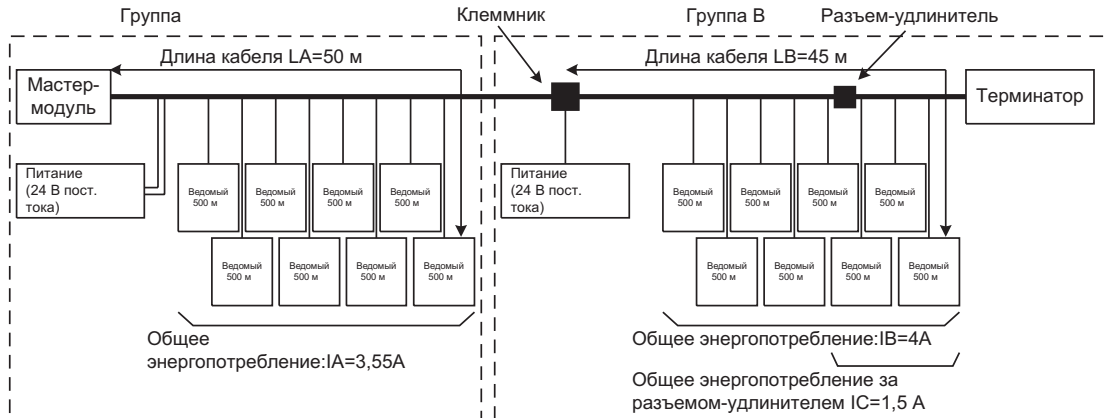 Группа
Клеммник
Группа B
Разъем-удлинитель
Длина кабеля LA=50 м
Длина кабеля LB=45 м
Мастер-
модуль
Терминатор
Питание
(24 В пост.
тока)
Ведомый
500 м
Ведомый
500 м
Ведомый
500 м
Ведомый
500 м
Питание
(24 В пост.
тока)
Ведомый
500 м
Ведомый
500 м
Ведомый
500 м
Ведомый
500 м
Ведомый
500 м
Ведомый
500 м
Ведомый
500 м
Ведомый
500 м
Ведомый
500 м
Ведомый
500 м
Ведомый
500 м
Ведомый
500 м
Общее
энергопотребление:IA=3,55A
Общее энергопотребление:IB=4A
Общее энергопотребление за
разъемом-удлинителем IC=1,5 A